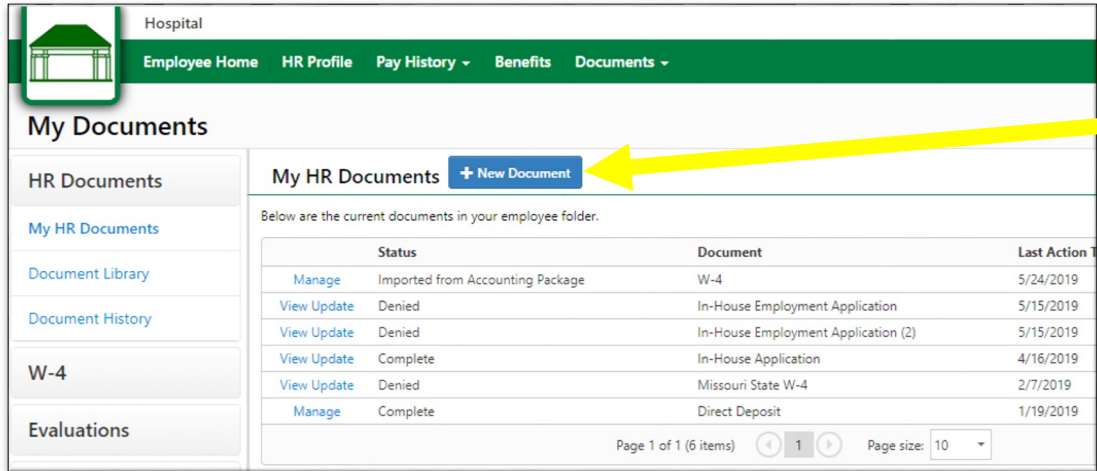 Hospital
Employee Home HR Profile Pay History Benefits Documents
My Documents
HR Documents
My HR Documents
Document Library
Document History
W-4
Evaluations
My HR Documents + New Document
Below are the current documents in your employee folder.
Status Document Last Action T
Manage Imported from Accounting Package W-4 5/24/2019
View Update Denied In-House Employment Application 5/15/2019
View Update Denied In-House Employment Application (2) 5/15/2019
View Update Complete In-House Application 4/16/2019
View Update Denied Missouri State W-4 2/7/2019
Manage Complete Direct Deposit 1/19/2019
Page 1 of 1 (6 items) 1 Page size: 10